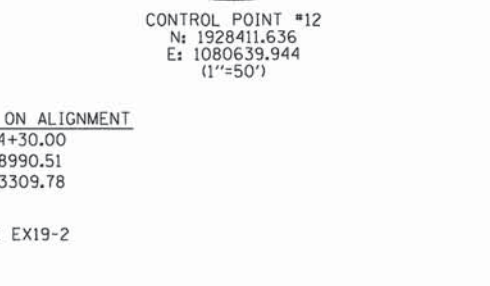 CONTROL POINT "12
N: 1928411.636
E: 1080639.944
(1"=50')
ON ALIGNMENT
4+30.00
8990.51
3309.78
EX19-2